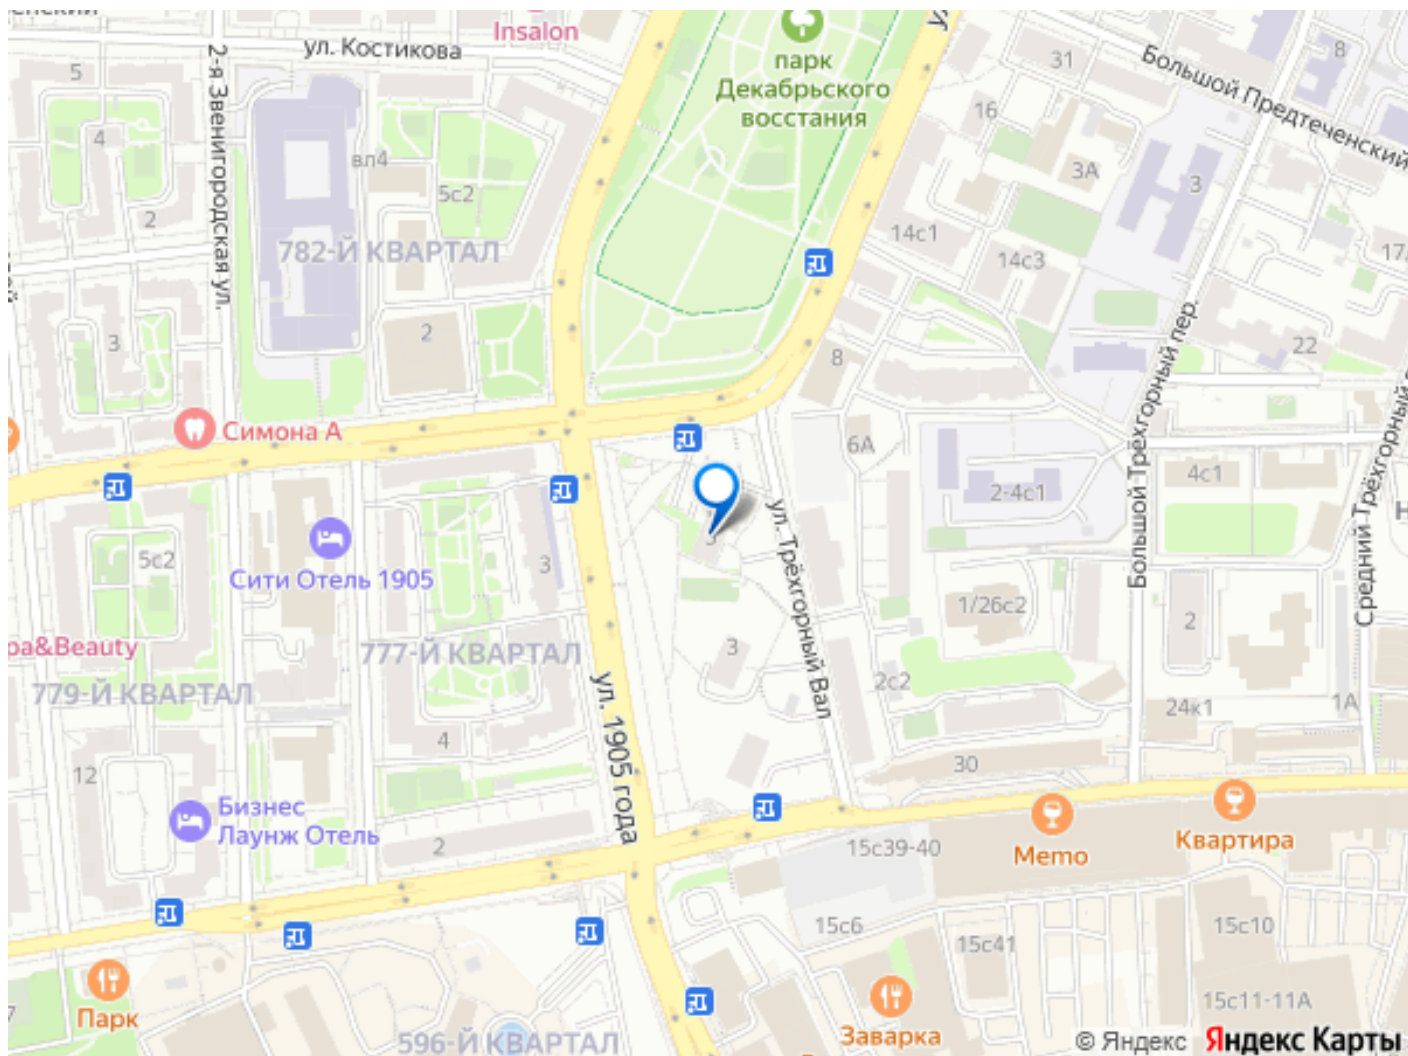 Insalon
ул. Костикова
2-я Звенигородская ул.
5
4
2
3
вл4
5с2
782-Й КВАРТАЛ
2
парк
Декабрьского
восстания
31
8
Большой Предтеченский
16
3А
3
14с1
14с3
17/
22
8
6А
Симона А
2-4с1
4с1
Большой Трёхгорный пер.
Средний Трёхгорный
5с2
Сити Отель 1905
3
ул. Трёхгорный Вал
1/26с2
2
pa&Beauty
777-Й КВАРТАЛ
779-Й КВАРТАЛ
3
2с2
24к1
1А
ул. 1905 года
4
12
30
Бизнес
Лаунж Отель
2
15с39-40
Memo
Квартира
15с6
15с41
15с10
15с11-11А
Парк
Заварка
596-Й КВАРТАЛ
© Яндекс Яндекс Карты